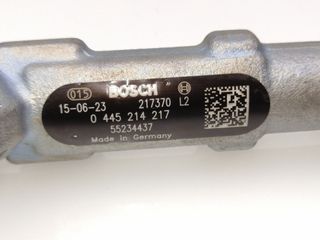 015 BOSCH
15-06-23 217370 L2
0 445 214 217
55234437
Made in Germany